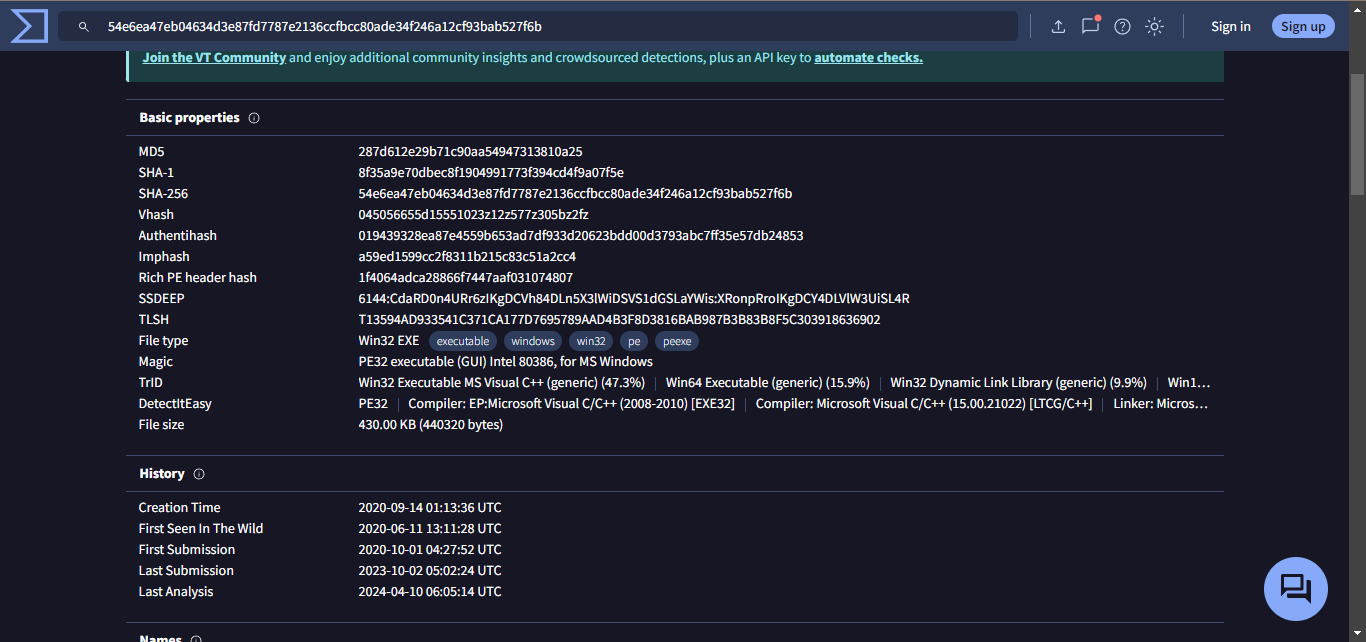 54e6ea47eb04634d3e87fd7787e2136ccfbcc80ade34f246a12cf93bab527f6b
Sign in
Sign up
Join the VT Community and enjoy additional community insights and crowdsourced detections, plus an API key to automate checks.
Basic properties
MD5 287d612e29b71c90aa54947313810a25
SHA-1 8f35a9e70dbec8f1904991773f394cd4f9a07f5e
SHA-256 54e6ea47eb04634d3e87fd7787e2136ccfbcc80ade34f246a12cf93bab527f6b
Vhash 045056655d15551023z12z577z305bz2fz
Authentihash 019439328ea87e4559b653ad7df933d20623bdd00d3793abc7ff35e57db24853
Imphash a59ed1599cc2f8311b215c83c51a2cc4
Rich PE header hash 1f4064adca28866f7447aaf031074807
SSDEEP 6144:CdaRD0n4URr6zIKgDCVh84DLn5X3lWiDSVS1dGSLaYWis:XRonpRroIKgDCY4DLVlW3UiSL4R
TLSH T13594AD933541C371CA177D7695789AAD4B3F8D3816BAB987B3B83B8F5C303918636902
File type Win32 EXE executable windows win32 pe peexe
Magic PE32 executable (GUI) Intel 80386, for MS Windows
TrID Win32 Executable MS Visual C++ (generic) (47.3%) Win64 Executable (generic) (15.9%) Win32 Dynamic Link Library (generic) (9.9%) Win1...
DetectItEasy PE32 Compiler: EP:Microsoft Visual C/C++ (2008-2010) [EXE32] Compiler: Microsoft Visual C/C++ (15.00.21022) [LTCG/C++] Linker: Micros...
File size 430.00 KB (440320 bytes)
History
Creation Time 2020-09-14 01:13:36 UTC
First Seen In The Wild 2020-06-11 13:11:28 UTC
First Submission 2020-10-01 04:27:52 UTC
Last Submission 2023-10-02 05:02:24 UTC
Last Analysis 2024-04-10 06:05:14 UTC
Names